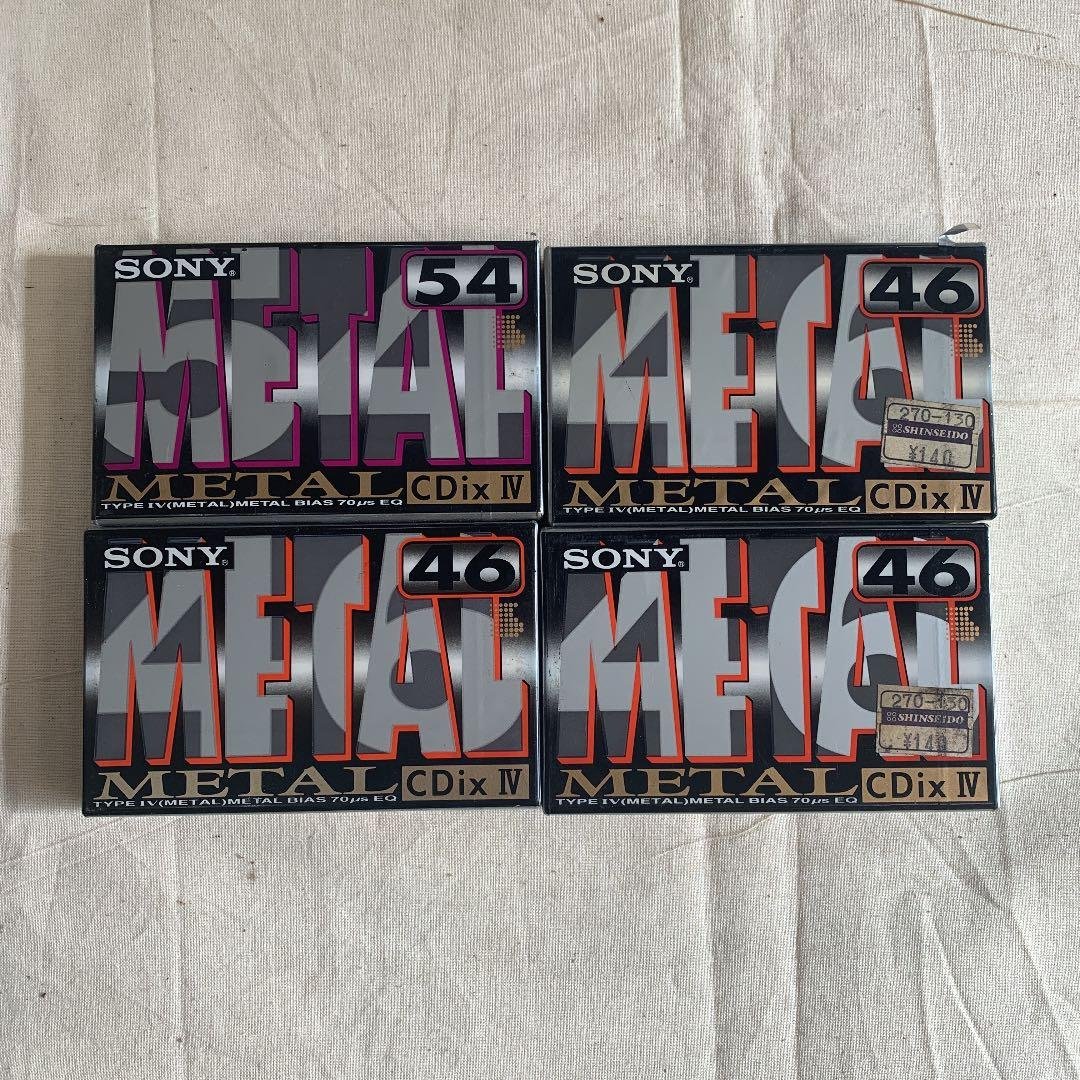 SONY®
54
METAL
METAL
CDix IV
TYPE IV(METAL)METAL BIAS 70μs EQ
SONY®
46
METAL
270-130
SHINSEIDO
¥140
METAL
CDix IV
TYPE IV(METAL)METAL BIAS 70μs EQ
SONY®
46
METAL
METAL
CDix IV
TYPE IV(METAL)METAL BIAS 70μs EQ
SONY®
46
METAL
270-130
SHINSEIDO
¥140
METAL
CDix IV
TYPE IV(METAL)METAL BIAS 70μs EQ